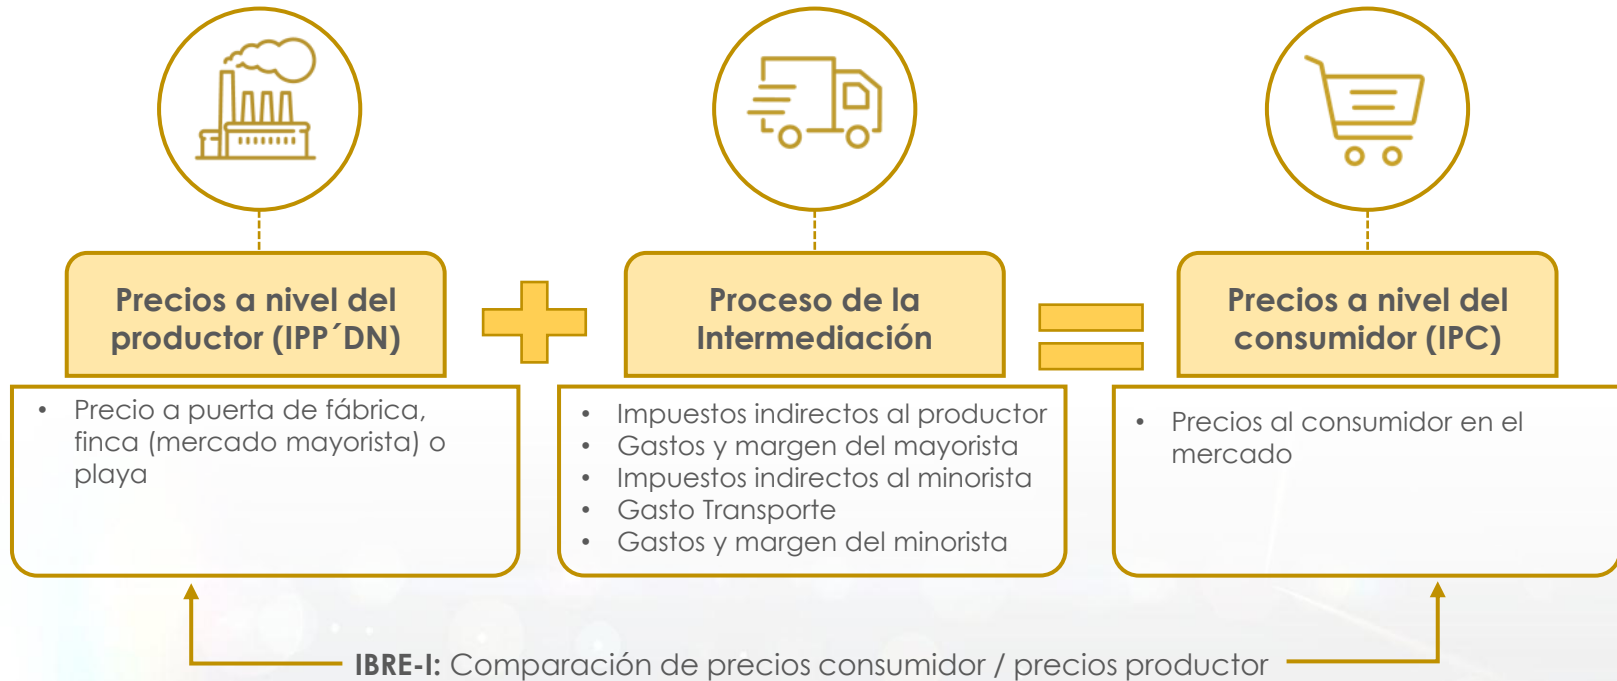 Precios a nivel del
productor (IPP´DN)
• Precio a puerta de fábrica,
finca (mercado mayorista) o
playa
Proceso de la
Intermediación
• Impuestos indirectos al productor
• Gastos y margen del mayorista
• Impuestos indirectos al minorista
• Gasto Transporte
• Gastos y margen del minorista
Precios a nivel del
consumidor (IPC)
• Precios al consumidor en el
mercado
IBRE-I: Comparación de precios consumidor / precios productor